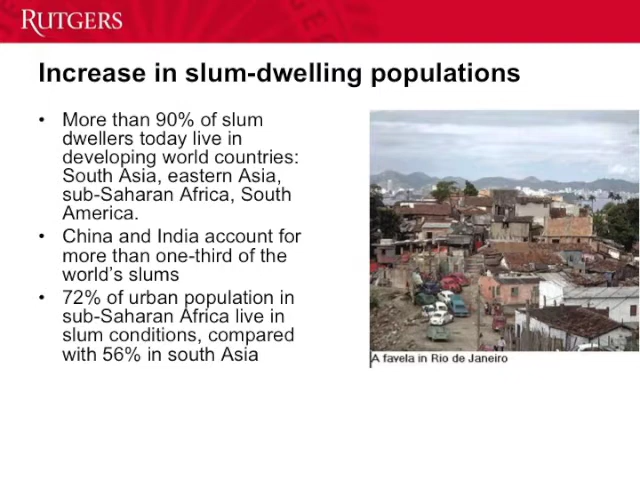 RUTGERS
Increase in slum-dwelling populations
• More than 90% of slum
dwellers today live in
developing world countries:
South Asia, eastern Asia,
sub-Saharan Africa, South
America.
• China and India account for
more than one-third of the
world's slums
• 72% of urban population in
sub-Saharan Africa live in
slum conditions, compared
with 56% in south Asia
A favela in Rio de Janeiro